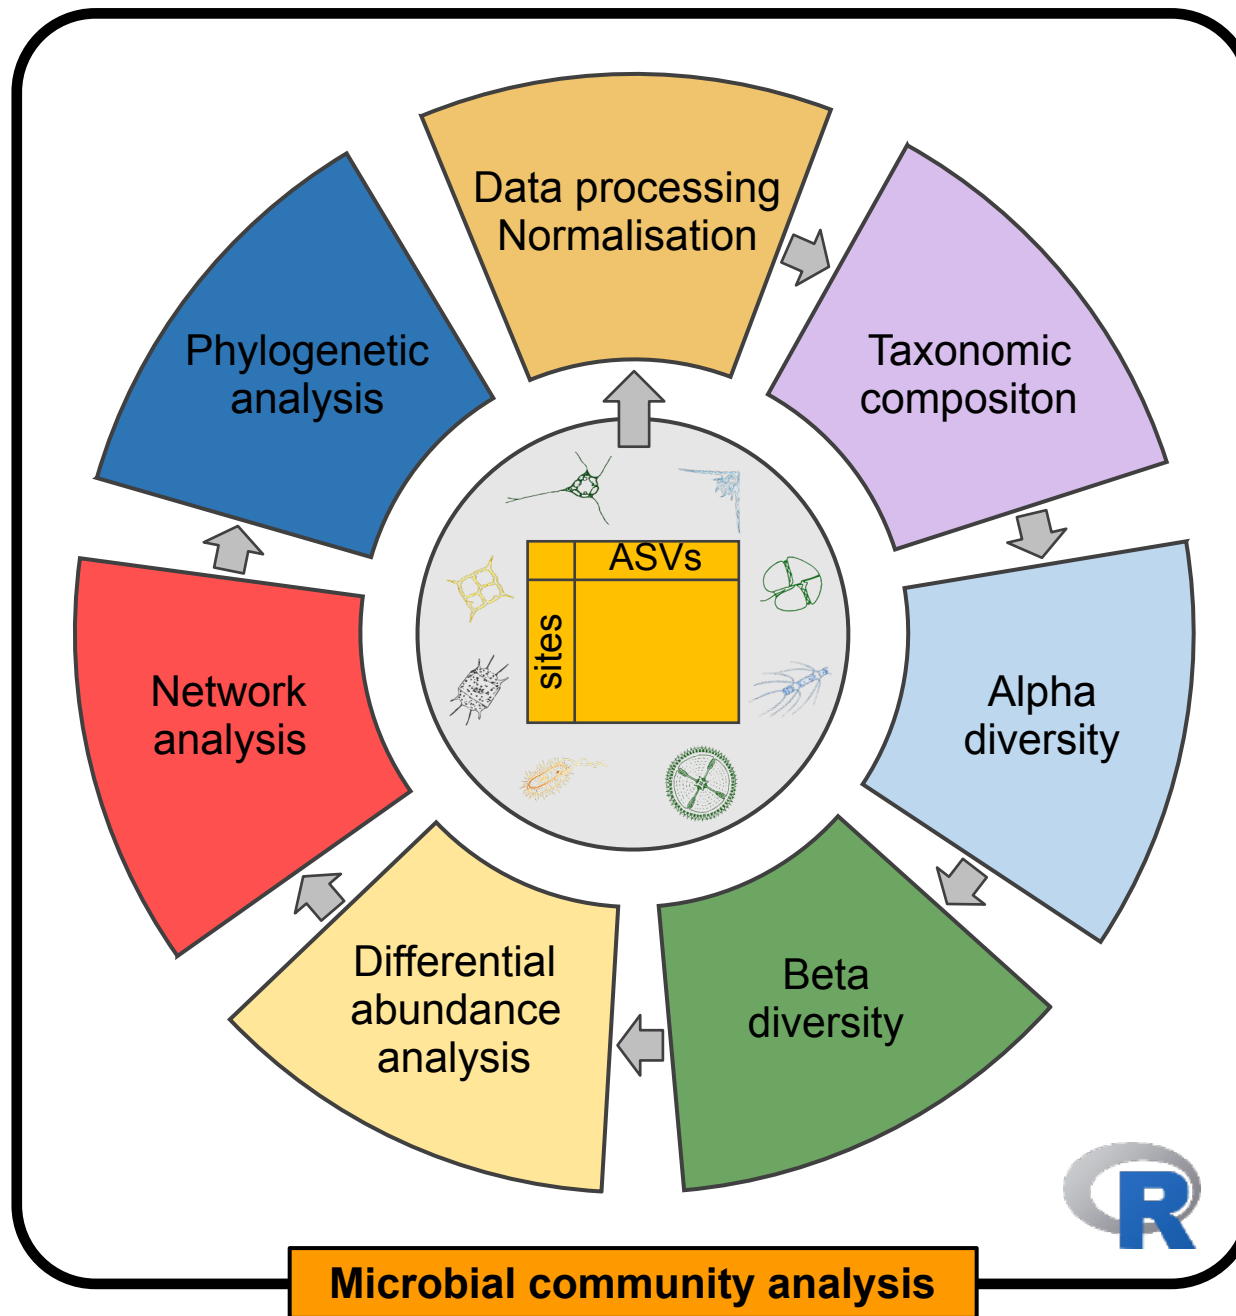 Data processing
Normalisation
Taxonomic
compositon
Alpha
diversity
Beta
diversity
Differential
abundance
analysis
Network
analysis
Phylogenetic
analysis
ASVs
sites
R
Microbial community analysis